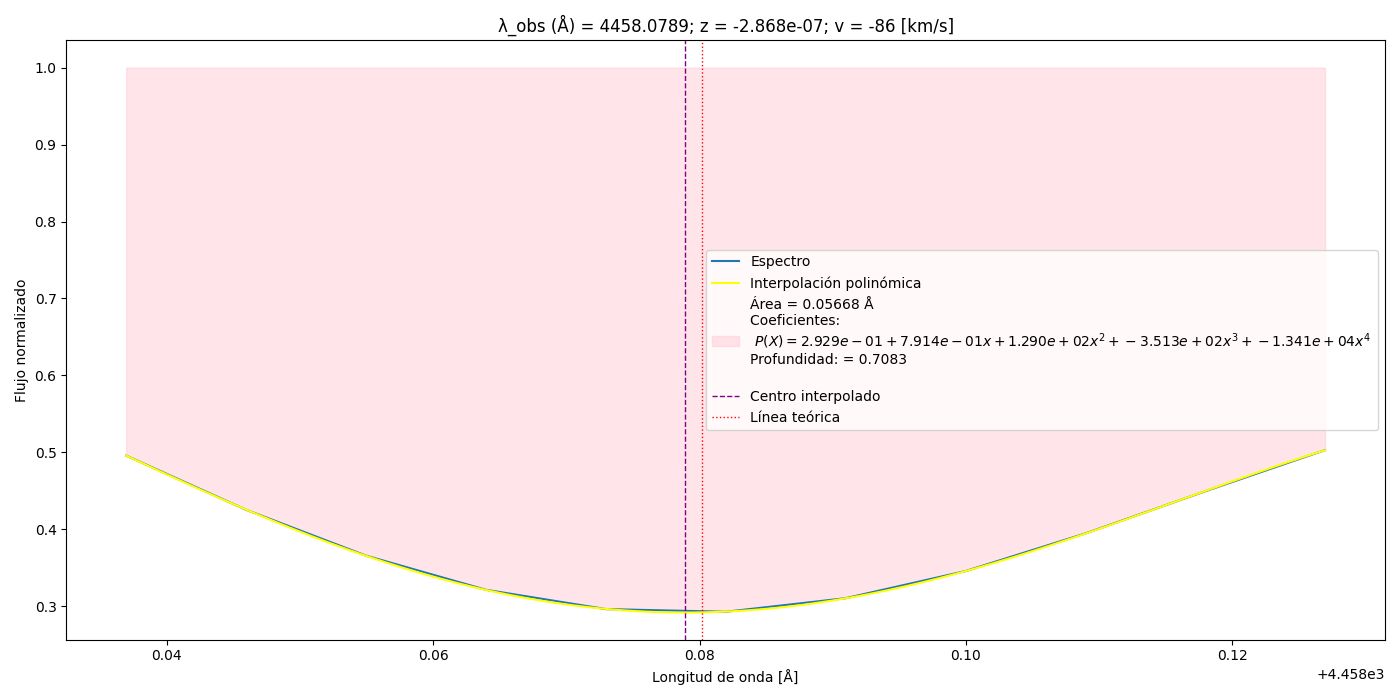 λ_obs (Å) = 4458.0789; z = -2.868e-07; v = -86 [km/s]
Flujo normalizado
1.0
0.9
0.8
0.7
0.6
0.5
0.4
0.3
Espectro
Interpolación polinómica
Área = 0.05668 Å
Coeficientes:
P(X) = 2.929e − 01 + 7.914e − 01x + 1.290e + 02x² + −3.513e + 02x³ + −1.341e + 04x⁴
Profundidad: = 0.7083
Centro interpolado
Línea teórica
0.04 0.06 0.08 0.10 0.12
+4.458e3
Longitud de onda [Å]